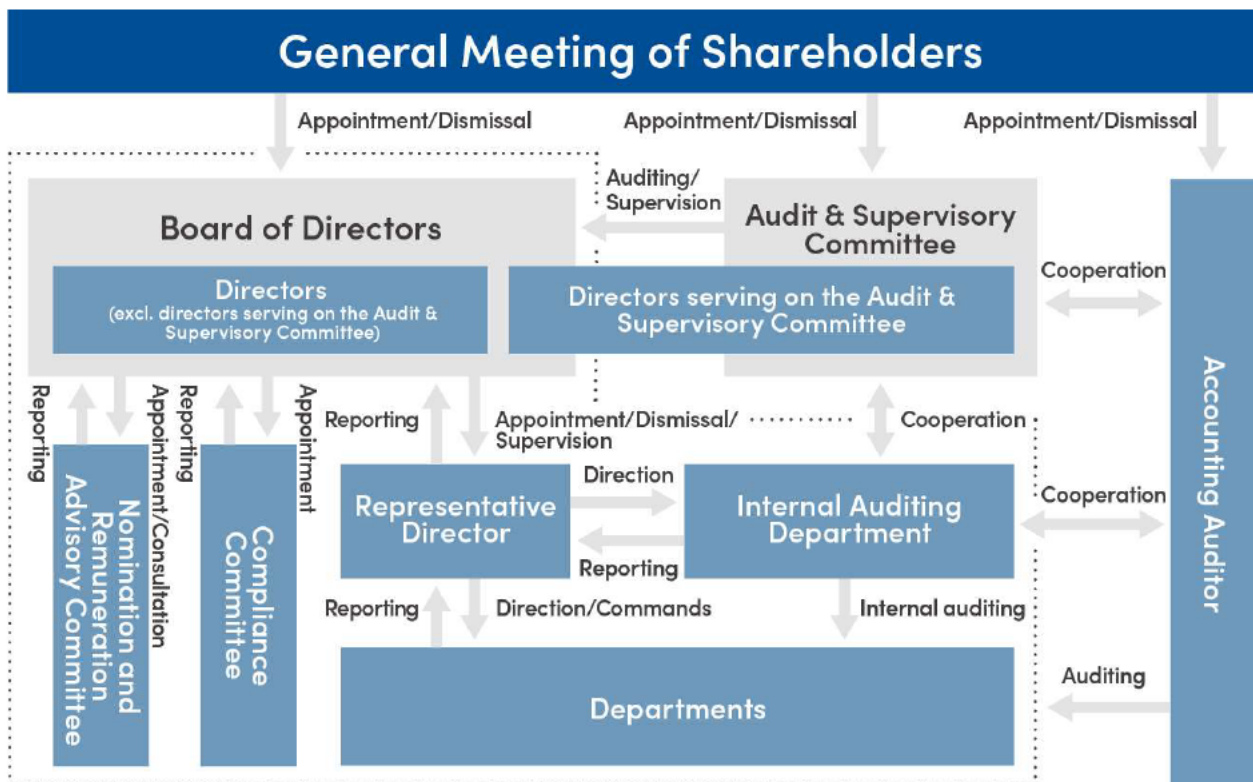 General Meeting of Shareholders
Appointment/Dismissal
Appointment/Dismissal
Appointment/Dismissal
Auditing/
Supervision
Board of Directors
Audit & Supervisory
Committee
Directors
(excl. directors serving on the Audit &
Supervisory Committee)
Directors serving on the Audit &
Supervisory Committee
Cooperation
Accounting Auditor
Reporting
Appointment/Consultation
Reporting
Appointment
Reporting
Appointment/Dismissal/
Supervision
Cooperation
Nomination and
Remuneration
Advisory Committee
Compliance
Committee
Representative
Director
Direction
Reporting
Internal Auditing
Department
Cooperation
Reporting
Direction/Commands
Internal auditing
Departments
Auditing